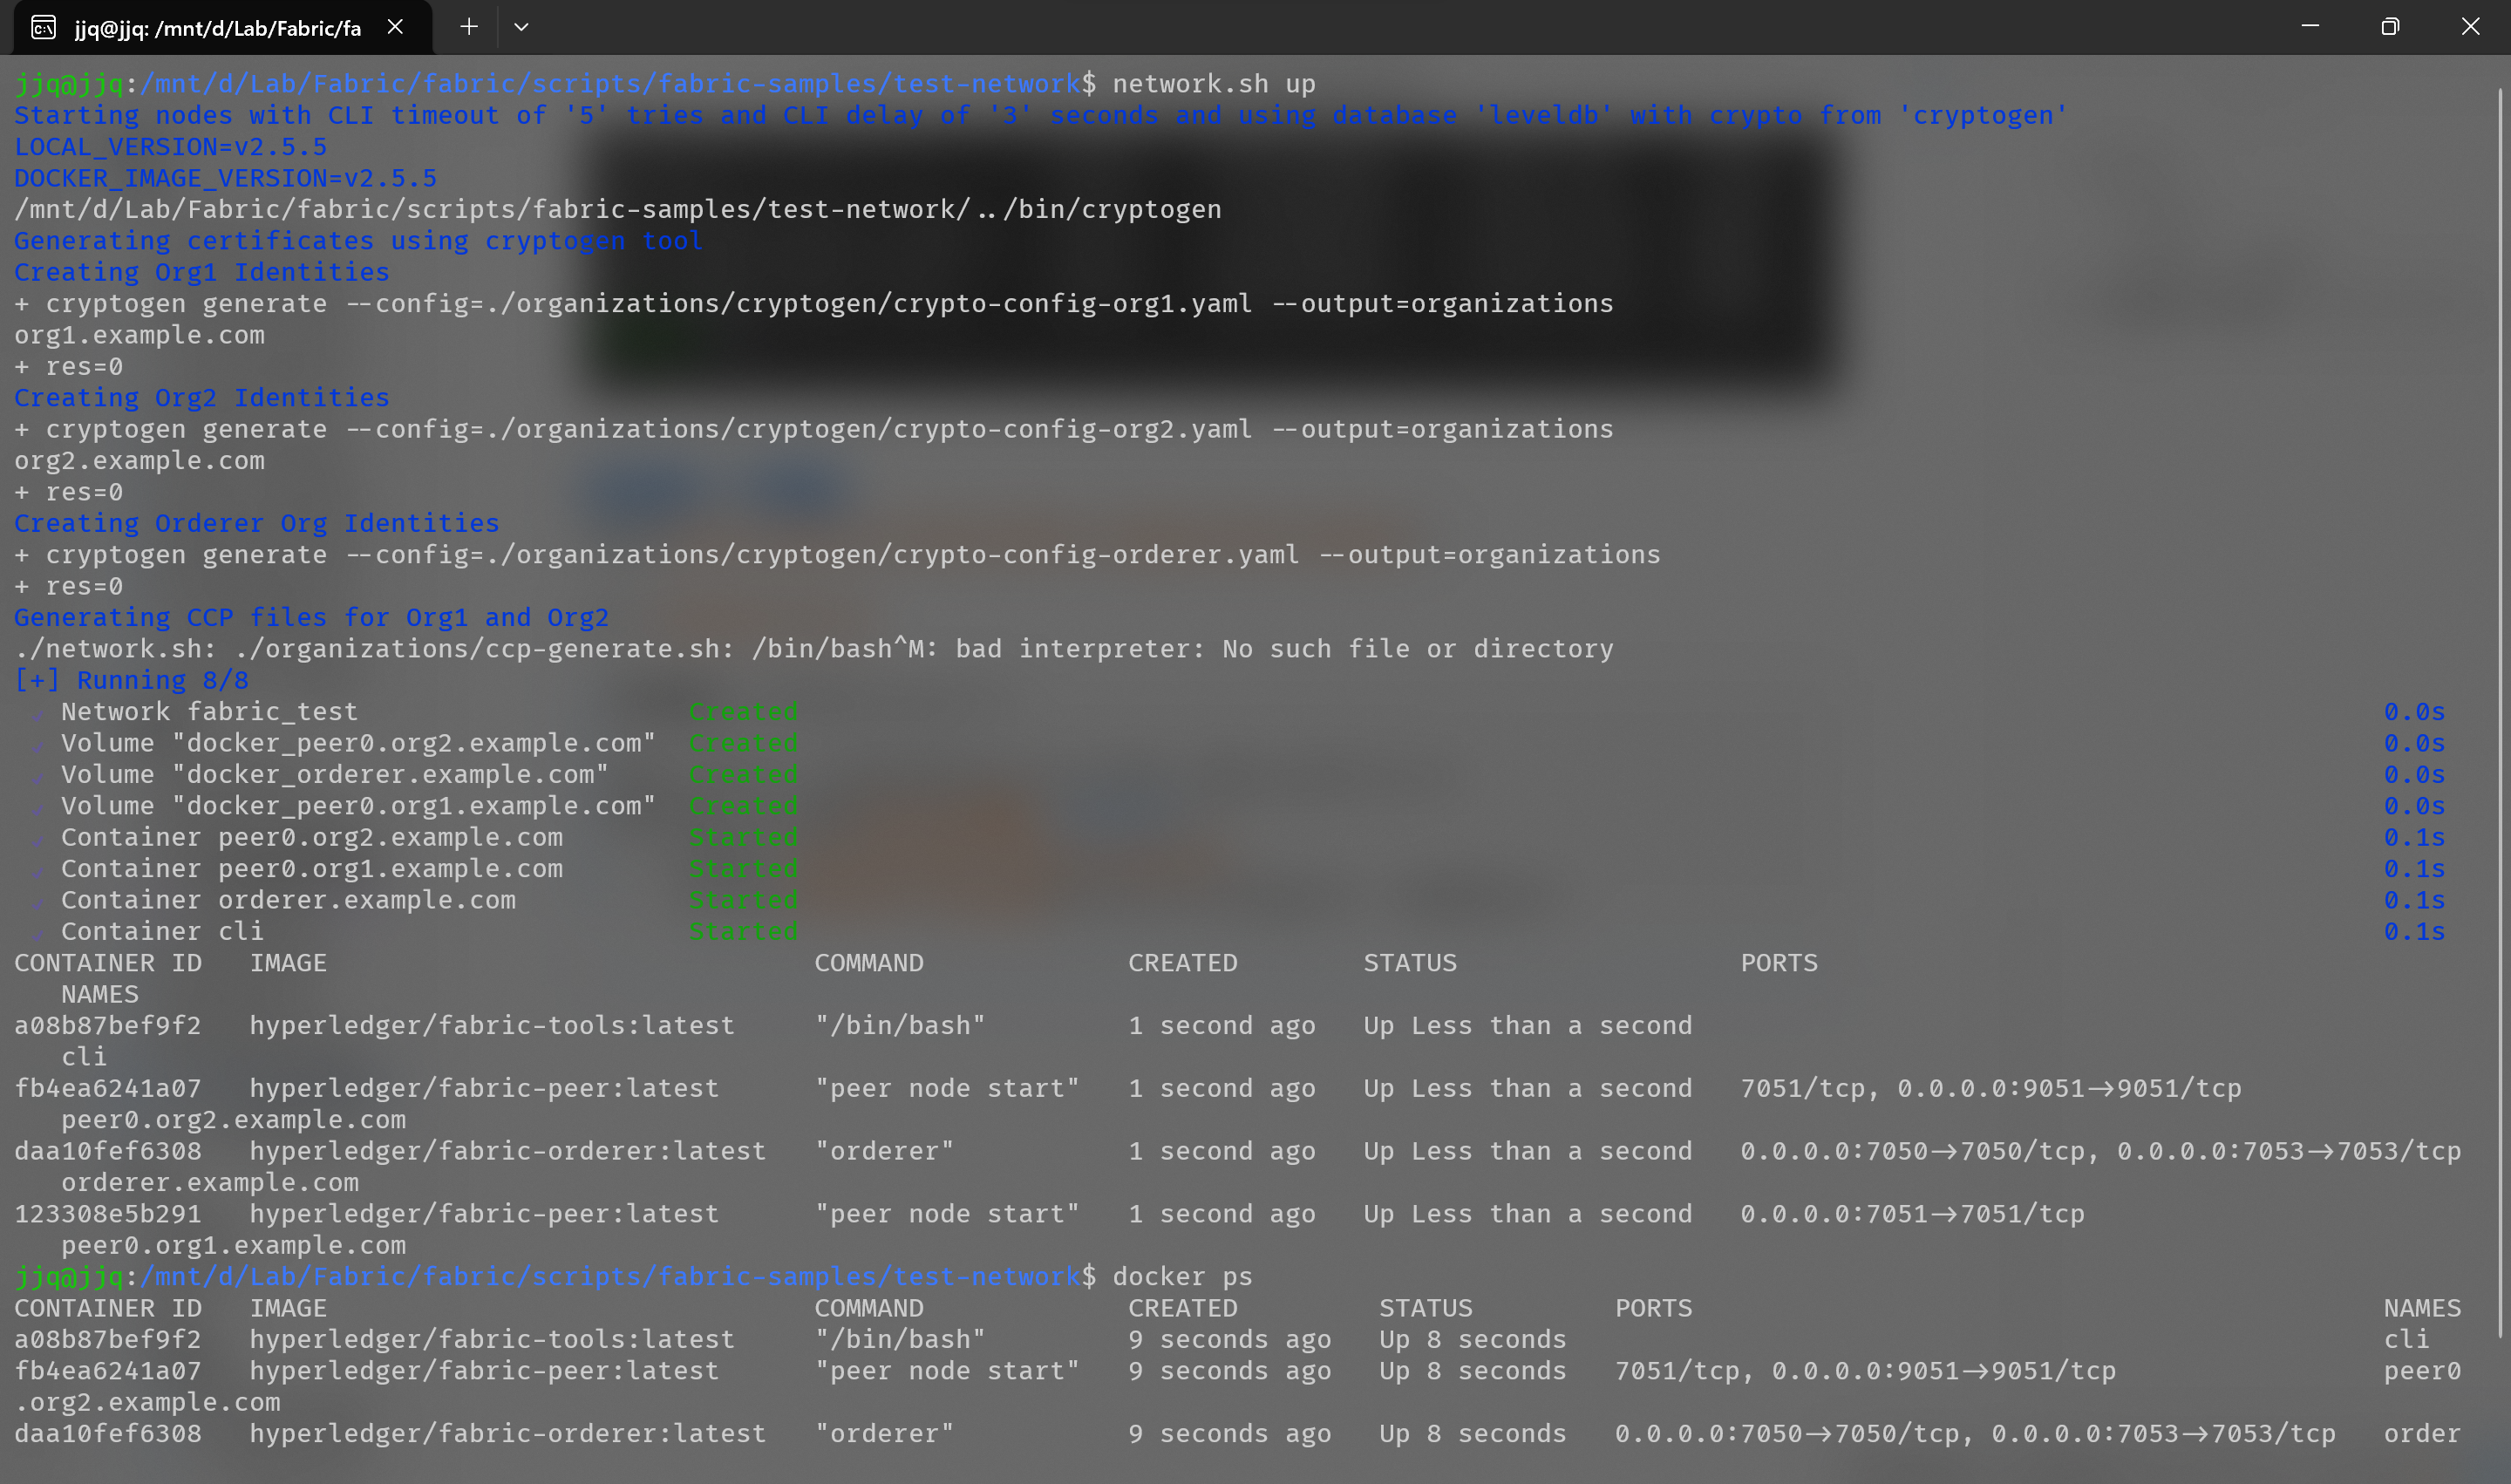 jjq@jjq: /mnt/d/Lab/Fabric/fa
jjq@jjq:/mnt/d/Lab/Fabric/fabric/scripts/fabric-samples/test-network$ network.sh up
Starting nodes with CLI timeout of '5' tries and CLI delay of '3' seconds and using database 'leveldb' with crypto from 'cryptogen'
LOCAL_VERSION=v2.5.5
DOCKER_IMAGE_VERSION=v2.5.5
/mnt/d/Lab/Fabric/fabric/scripts/fabric-samples/test-network/../bin/cryptogen
Generating certificates using cryptogen tool
Creating Org1 Identities
+ cryptogen generate --config=./organizations/cryptogen/crypto-config-org1.yaml --output=organizations
org1.example.com
+ res=0
Creating Org2 Identities
+ cryptogen generate --config=./organizations/cryptogen/crypto-config-org2.yaml --output=organizations
org2.example.com
+ res=0
Creating Orderer Org Identities
+ cryptogen generate --config=./organizations/cryptogen/crypto-config-orderer.yaml --output=organizations
+ res=0
Generating CCP files for Org1 and Org2
./network.sh: ./organizations/ccp-generate.sh: /bin/bash^M: bad interpreter: No such file or directory
[+] Running 8/8
✓ Network fabric_test Created 0.0s
✓ Volume "docker_peer0.org2.example.com" Created 0.0s
✓ Volume "docker_orderer.example.com" Created 0.0s
✓ Volume "docker_peer0.org1.example.com" Created 0.0s
✓ Container peer0.org2.example.com Started 0.1s
✓ Container peer0.org1.example.com Started 0.1s
✓ Container orderer.example.com Started 0.1s
✓ Container cli Started 0.1s
CONTAINER ID IMAGE COMMAND CREATED STATUS PORTS
NAMES
a08b87bef9f2 hyperledger/fabric-tools:latest "/bin/bash" 1 second ago Up Less than a second
cli
fb4ea6241a07 hyperledger/fabric-peer:latest "peer node start" 1 second ago Up Less than a second 7051/tcp, 0.0.0.0:9051->9051/tcp
peer0.org2.example.com
daa10fef6308 hyperledger/fabric-orderer:latest "orderer" 1 second ago Up Less than a second 0.0.0.0:7050->7050/tcp, 0.0.0.0:7053->7053/tcp
orderer.example.com
123308e5b291 hyperledger/fabric-peer:latest "peer node start" 1 second ago Up Less than a second 0.0.0.0:7051->7051/tcp
peer0.org1.example.com
jjq@jjq:/mnt/d/Lab/Fabric/fabric/scripts/fabric-samples/test-network$ docker ps
CONTAINER ID IMAGE COMMAND CREATED STATUS PORTS NAMES
a08b87bef9f2 hyperledger/fabric-tools:latest "/bin/bash" 9 seconds ago Up 8 seconds cli
fb4ea6241a07 hyperledger/fabric-peer:latest "peer node start" 9 seconds ago Up 8 seconds 7051/tcp, 0.0.0.0:9051->9051/tcp peer0
.org2.example.com
daa10fef6308 hyperledger/fabric-orderer:latest "orderer" 9 seconds ago Up 8 seconds 0.0.0.0:7050->7050/tcp, 0.0.0.0:7053->7053/tcp order